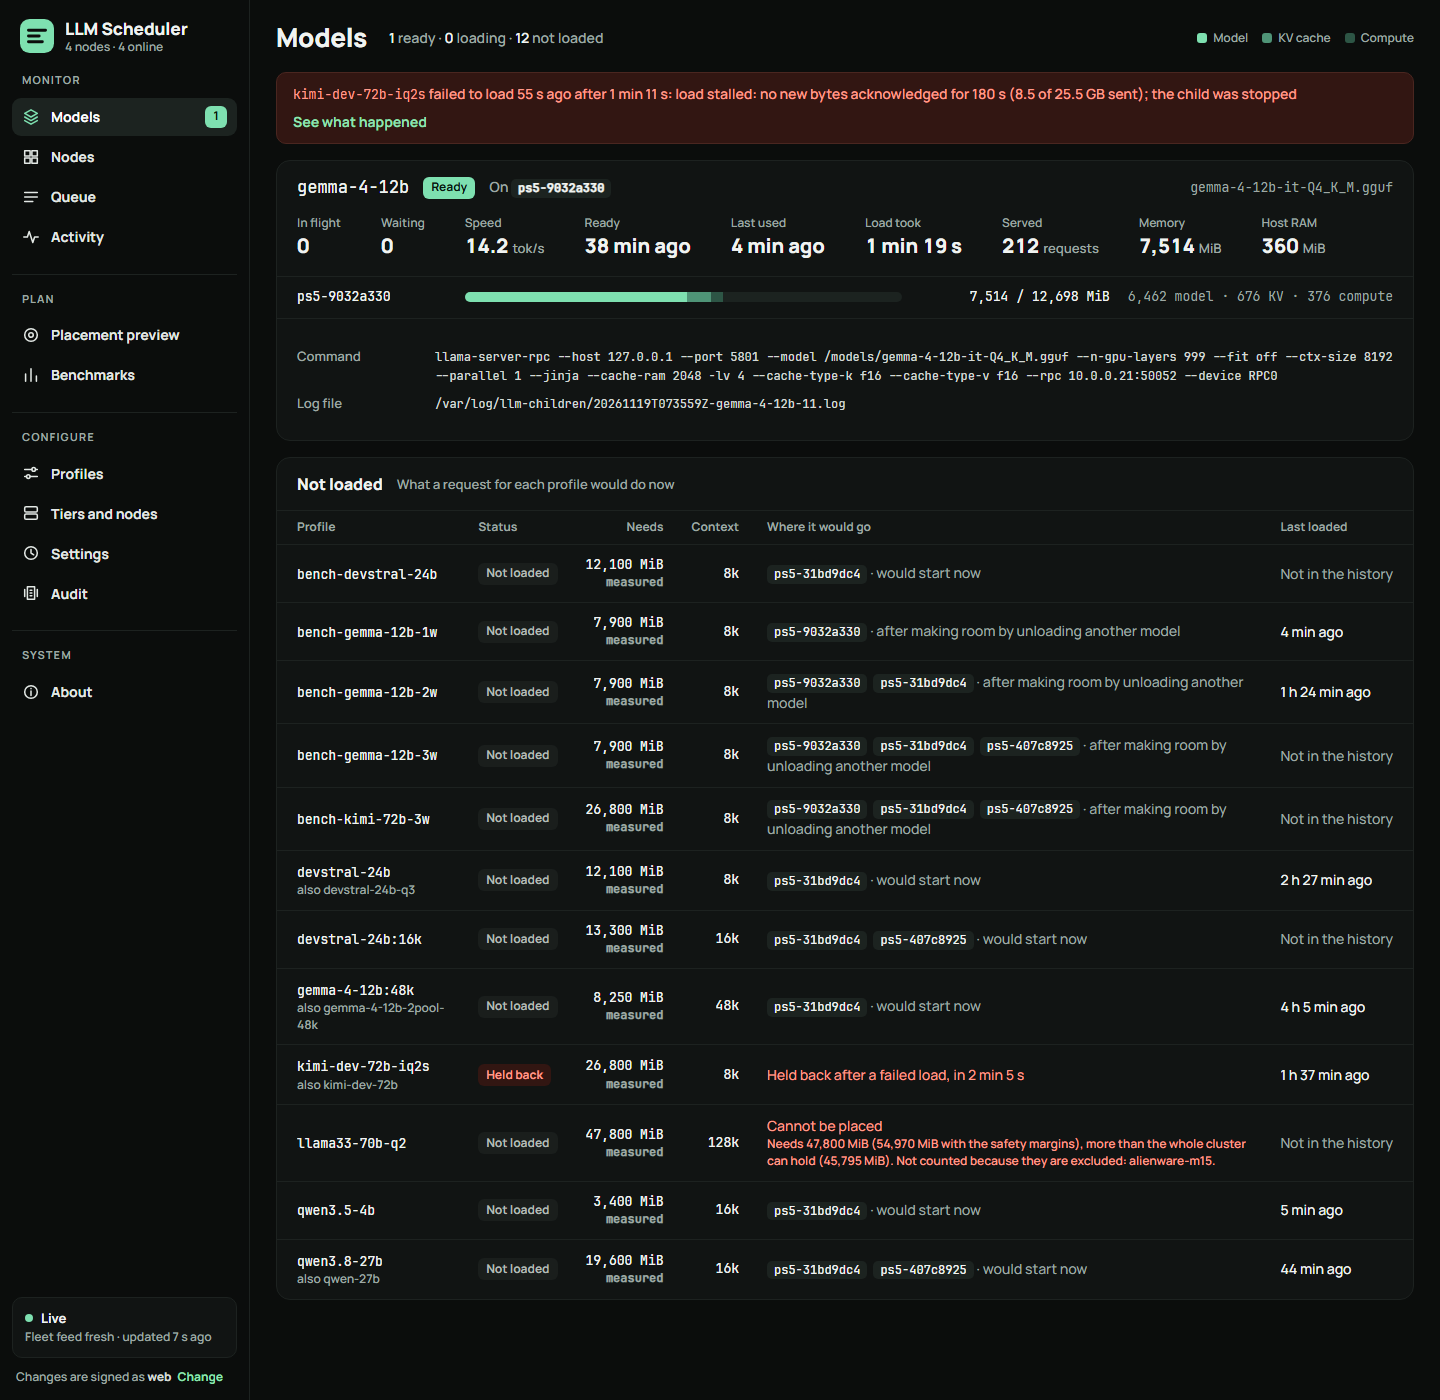 LLM Scheduler
4 nodes · 4 online
MONITOR
Models 1
Nodes
Queue
Activity
PLAN
Placement preview
Benchmarks
CONFIGURE
Profiles
Tiers and nodes
Settings
Audit
SYSTEM
About
Live
Fleet feed fresh · updated 7 s ago
Changes are signed as web Change
Models 1 ready · 0 loading · 12 not loaded
Model KV cache Compute
kimi-dev-72b-iq2s failed to load 55 s ago after 1 min 11 s: load stalled: no new bytes acknowledged for 180 s (8.5 of 25.5 GB sent); the child was stopped
See what happened
gemma-4-12b Ready On ps5-9032a330 gemma-4-12b-it-Q4_K_M.gguf
In flight Waiting Speed Ready Last used Load took Served Memory Host RAM
0 0 14.2 tok/s 38 min ago 4 min ago 1 min 19 s 212 requests 7,514 MiB 360 MiB
ps5-9032a330 7,514 / 12,698 MiB 6,462 model · 676 KV · 376 compute
Command llama-server-rpc --host 127.0.0.1 --port 5801 --model /models/gemma-4-12b-it-Q4_K_M.gguf --n-gpu-layers 999 --fit off --ctx-size 8192
--parallel 1 --jinja --cache-ram 2048 -lv 4 --cache-type-k f16 --cache-type-v f16 --rpc 10.0.0.21:50052 --device RPC0
Log file /var/log/llm-children/20261119T073559Z-gemma-4-12b-11.log
Not loaded What a request for each profile would do now
Profile Status Needs Context Where it would go Last loaded
bench-devstral-24b Not loaded 12,100 MiB measured 8k ps5-31bd9dc4 · would start now Not in the history
bench-gemma-12b-1w Not loaded 7,900 MiB measured 8k ps5-9032a330 · after making room by unloading another model 4 min ago
bench-gemma-12b-2w Not loaded 7,900 MiB measured 8k ps5-9032a330 ps5-31bd9dc4 · after making room by unloading another model 1 h 24 min ago
bench-gemma-12b-3w Not loaded 7,900 MiB measured 8k ps5-9032a330 ps5-31bd9dc4 ps5-407c8925 · after making room by unloading another model Not in the history
bench-kimi-72b-3w Not loaded 26,800 MiB measured 8k ps5-9032a330 ps5-31bd9dc4 ps5-407c8925 · after making room by unloading another model Not in the history
devstral-24b also devstral-24b-q3 Not loaded 12,100 MiB measured 8k ps5-31bd9dc4 · would start now 2 h 27 min ago
devstral-24b:16k Not loaded 13,300 MiB measured 16k ps5-31bd9dc4 ps5-407c8925 · would start now Not in the history
gemma-4-12b:48k also gemma-4-12b-2pool-48k Not loaded 8,250 MiB measured 48k ps5-31bd9dc4 · would start now 4 h 5 min ago
kimi-dev-72b-iq2s also kimi-dev-72b Held back 26,800 MiB measured 8k Held back after a failed load, in 2 min 5 s 1 h 37 min ago
llama33-70b-q2 Not loaded 47,800 MiB measured 128k Cannot be placed Needs 47,800 MiB (54,970 MiB with the safety margins), more than the whole cluster can hold (45,795 MiB). Not counted because they are excluded: alienware-m15. Not in the history
qwen3.5-4b Not loaded 3,400 MiB measured 16k ps5-31bd9dc4 · would start now 5 min ago
qwen3.8-27b also qwen-27b Not loaded 19,600 MiB measured 16k ps5-31bd9dc4 ps5-407c8925 · would start now 44 min ago